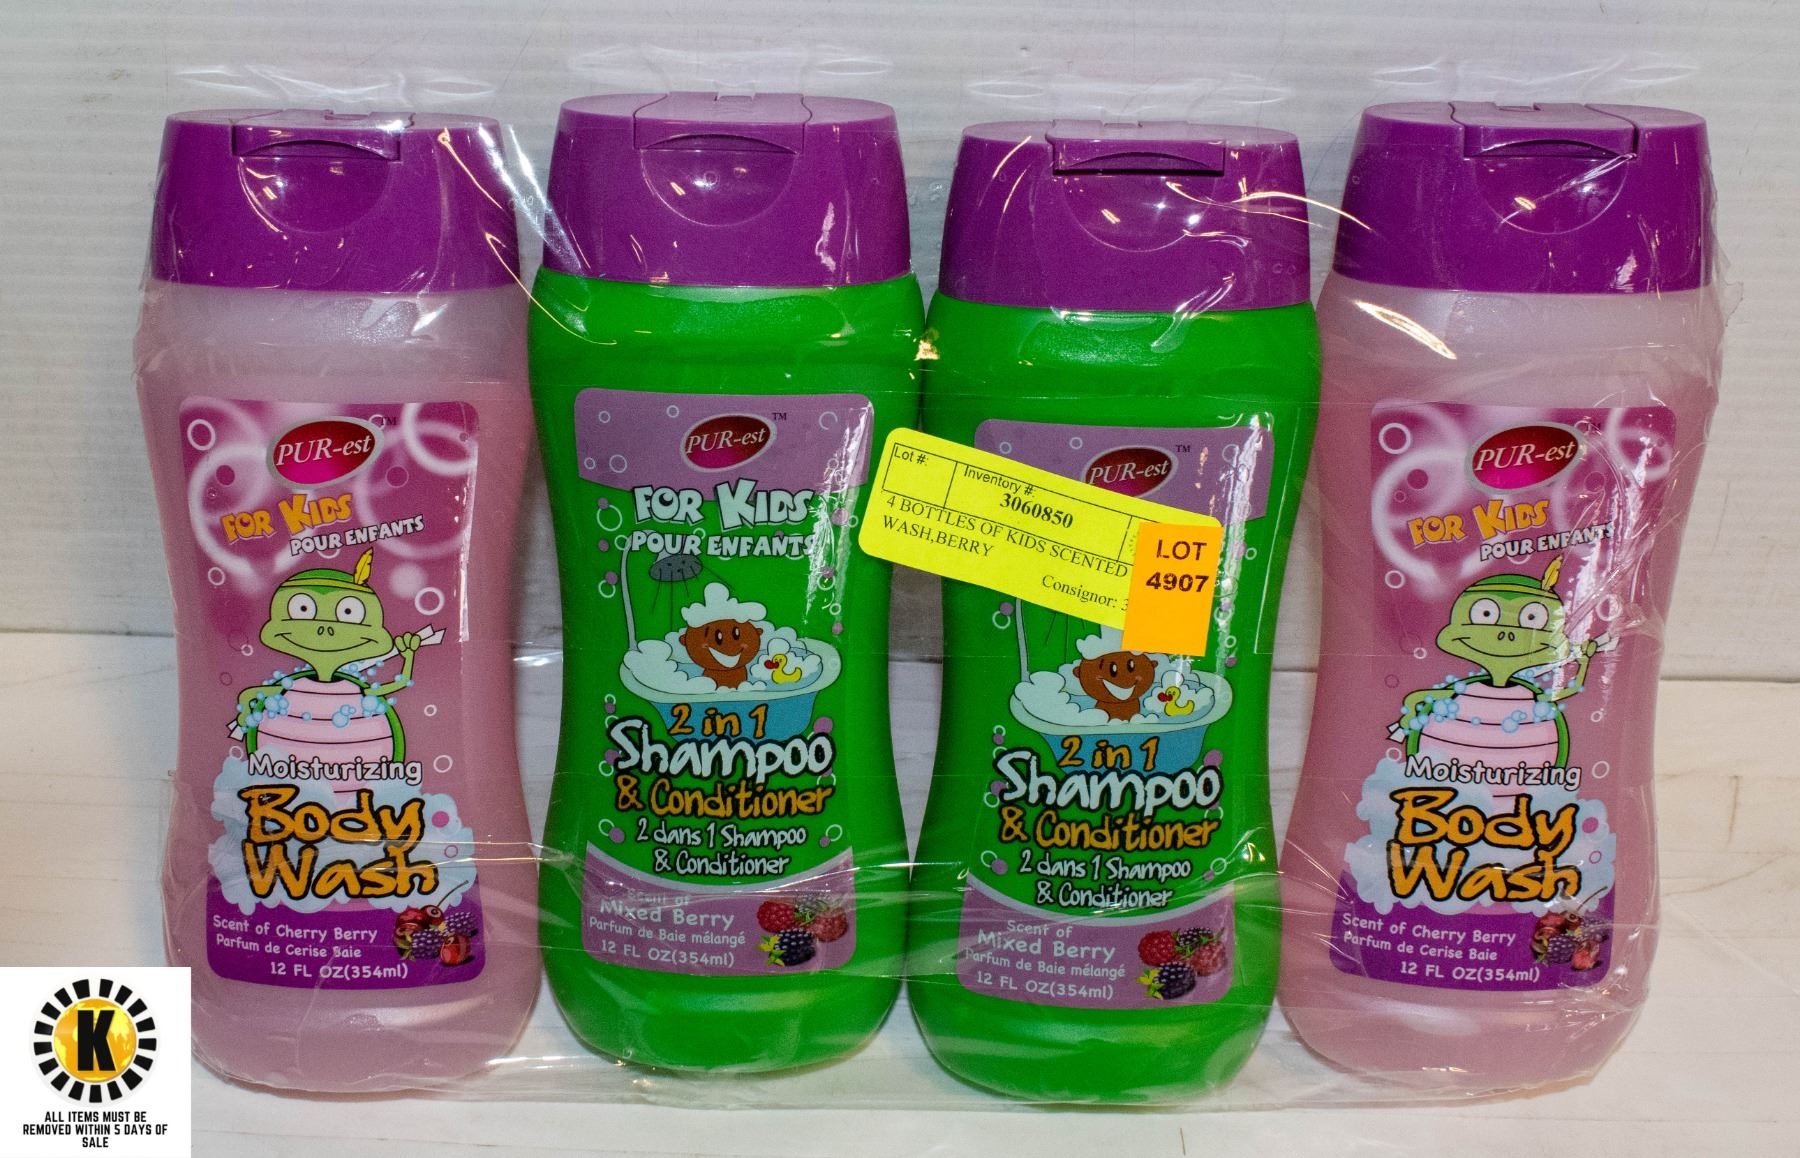 PUR-est
TM
FOR KIDS
POUR ENFANTS
Moisturizing
Body
Wash
Scent of Cherry Berry
Parfum de Cerise Baie
12 FL OZ(354ml)
PUR-est
TM
FOR KIDS
POUR ENFANTS
2 in 1
Shampoo
& Conditioner
2 dans 1 Shampoo
& Conditioner
Scent of
Mixed Berry
Parfum de Baie mélangé
12 FL OZ(354ml)
PUR-est
TM
Lot #:
Inventory #:
3060850
4 BOTTLES OF KIDS SCENTED
WASH,BERRY
Consignor: 3
LOT
4907
2 in 1
Shampoo
& Conditioner
2 dans 1 Shampoo
& Conditioner
Scent of
Mixed Berry
Parfum de Baie mélangé
12 FL OZ(354ml)
PUR-est
TM
FOR KIDS
POUR ENFANTS
Moisturizing
Body
Wash
Scent of Cherry Berry
Parfum de Cerise Baie
12 FL OZ(354ml)
K
ALL ITEMS MUST BE
REMOVED WITHIN 5 DAYS OF
SALE